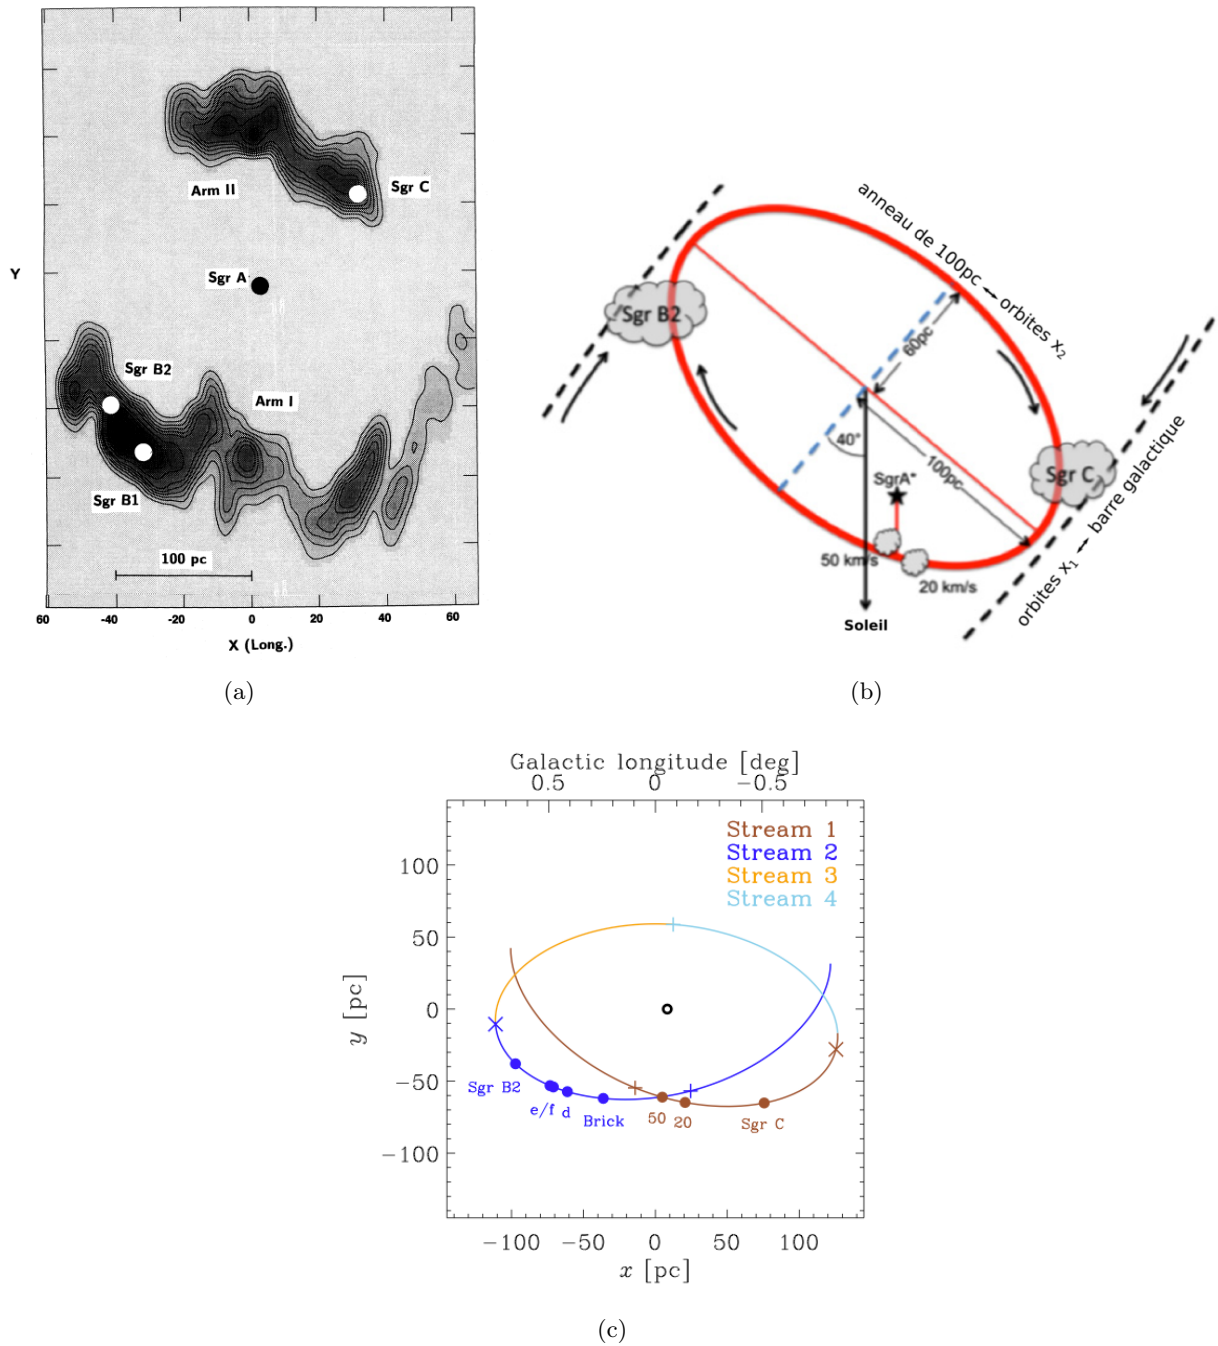 Arm II
Sgr C
Y
Sgr A
Sgr B2
Arm I
Sgr B1
100 pc
60 -40 -20 0 20 40 60
X (Long.)
(a)
anneau de 100pc ↔ orbites x₂
Sgr B2
60pc
40°
100pc
SgrA*
Sgr C
50 km/s
20 km/s
Soleil
orbites x₁ ↔ barre galactique
(b)
Galactic longitude [deg]
0.5 0 −0.5
Stream 1
Stream 2
Stream 3
Stream 4
100
50
0
−50
−100
y [pc]
Sgr B2
e/f d
Brick
50 20
Sgr C
−100 −50 0 50 100
x [pc]
(c)